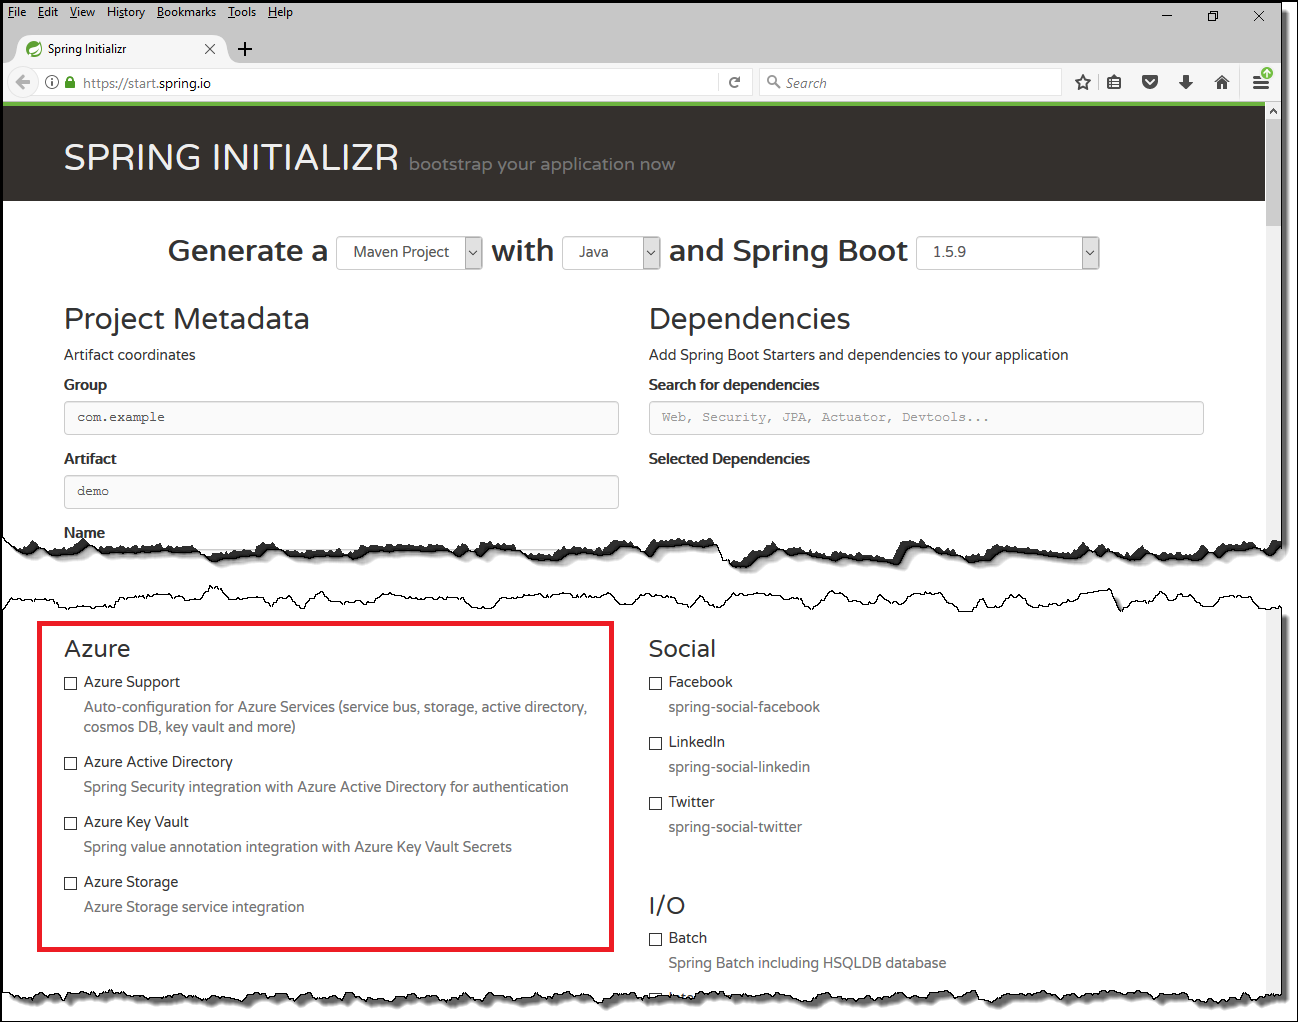 File Edit View History Bookmarks Tools Help
Spring Initializr
https://start.spring.io
Search
SPRING INITIALIZR bootstrap your application now
Generate a Maven Project with Java and Spring Boot 1.5.9
Project Metadata
Artifact coordinates
Group
com.example
Artifact
demo
Name
Dependencies
Add Spring Boot Starters and dependencies to your application
Search for dependencies
Web, Security, JPA, Actuator, Devtools...
Selected Dependencies
Azure
Azure Support
Auto-configuration for Azure Services (service bus, storage, active directory,
cosmos DB, key vault and more)
Azure Active Directory
Spring Security integration with Azure Active Directory for authentication
Azure Key Vault
Spring value annotation integration with Azure Key Vault Secrets
Azure Storage
Azure Storage service integration
Social
Facebook
spring-social-facebook
LinkedIn
spring-social-linkedin
Twitter
spring-social-twitter
I/O
Batch
Spring Batch including HSQLDB database